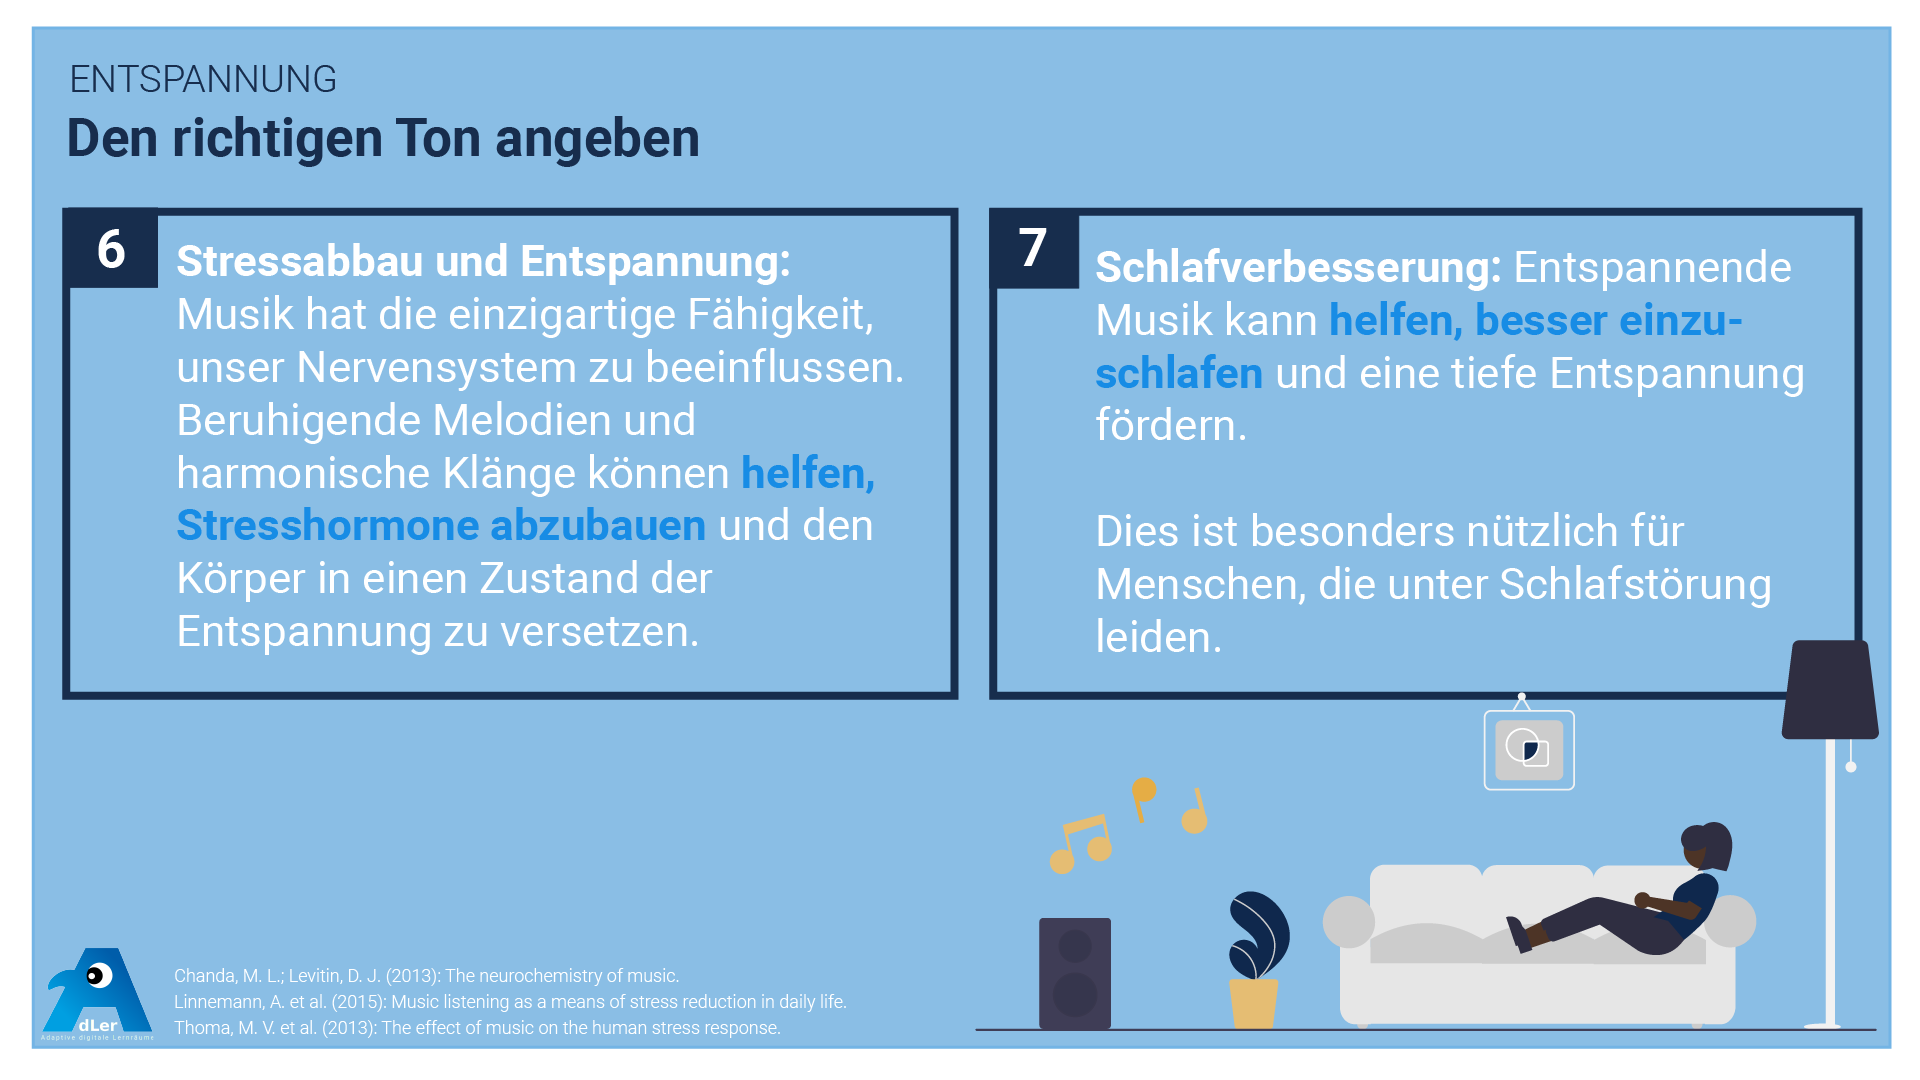 ENTSPANNUNG
Den richtigen Ton angeben
6
Stressabbau und Entspannung:
Musik hat die einzigartige Fähigkeit,
unser Nervensystem zu beeinflussen.
Beruhigende Melodien und
harmonische Klänge können helfen,
Stresshormone abzubauen und den
Körper in einen Zustand der
Entspannung zu versetzen.
7
Schlafverbesserung: Entspannende
Musik kann helfen, besser einzu-
schlafen und eine tiefe Entspannung
fördern.
Dies ist besonders nützlich für
Menschen, die unter Schlafstörung
leiden.
dLer
Adaptive digitale Lernräume
Chanda, M. L.; Levitin, D. J. (2013): The neurochemistry of music.
Linnemann, A. et al. (2015): Music listening as a means of stress reduction in daily life.
Thoma, M. V. et al. (2013): The effect of music on the human stress response.